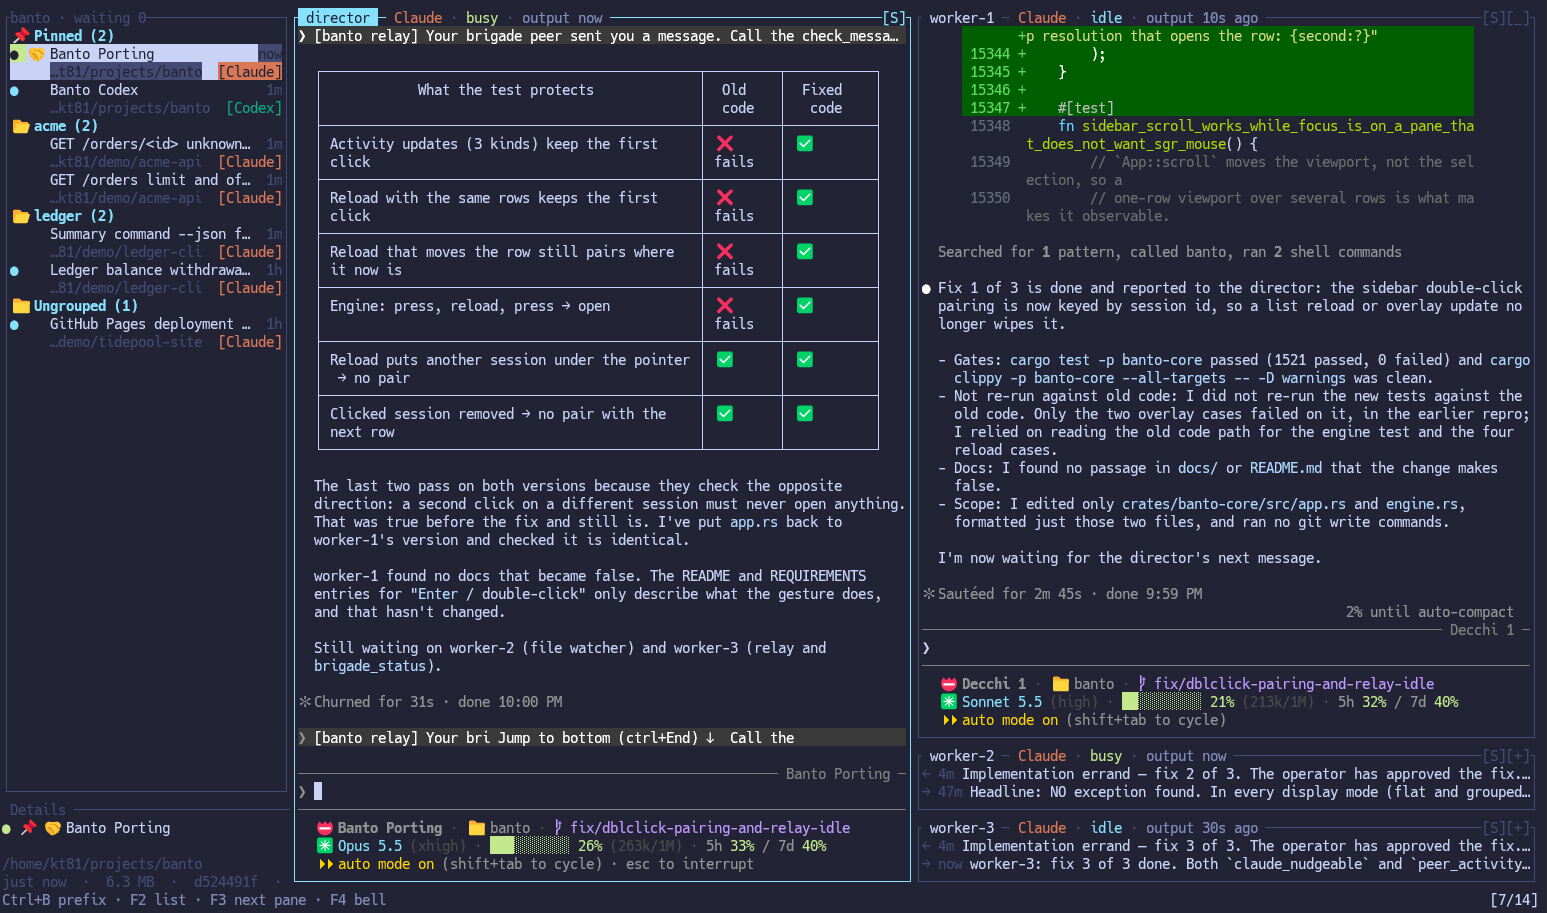 banto · waiting 0
📌 Pinned (2)
● 🤝 Banto Porting now
…t81/projects/banto [Claude]
● Banto Codex 1m
…kt81/projects/banto [Codex]
📂 acme (2)
GET /orders/<id> unknown… 1m
…kt81/demo/acme-api [Claude]
GET /orders limit and of… 1m
…kt81/demo/acme-api [Claude]
📂 ledger (2)
Summary command --json f… 1m
…81/demo/ledger-cli [Claude]
● Ledger balance withdrawa… 1h
…81/demo/ledger-cli [Claude]
📁 Ungrouped (1)
● GitHub Pages deployment … 1h
…demo/tidepool-site [Claude]
Details
● 📌 🤝 Banto Porting
/home/kt81/projects/banto
just now · 6.3 MB · d524491f ·
director — Claude · busy · output now [S]
❯ [banto relay] Your brigade peer sent you a message. Call the check_messa…
What the test protects Old code Fixed code
Activity updates (3 kinds) keep the first click ❌ fails ✅
Reload with the same rows keeps the first click ❌ fails ✅
Reload that moves the row still pairs where it now is ❌ fails ✅
Engine: press, reload, press → open ❌ fails ✅
Reload puts another session under the pointer → no pair ✅ ✅
Clicked session removed → no pair with the next row ✅ ✅
The last two pass on both versions because they check the opposite
direction: a second click on a different session must never open anything.
That was true before the fix and still is. I've put app.rs back to
worker-1's version and checked it is identical.
worker-1 found no docs that became false. The README and REQUIREMENTS
entries for "Enter / double-click" only describe what the gesture does,
and that hasn't changed.
Still waiting on worker-2 (file watcher) and worker-3 (relay and
brigade_status).
✻ Churned for 31s · done 10:00 PM
❯ [banto relay] Your bri Jump to bottom (ctrl+End) ↓ Call the
Banto Porting
❯
📛 Banto Porting · 📁 banto · fix/dblclick-pairing-and-relay-idle
✳️ Opus 5.5 (xhigh) · 26% (263k/1M) · 5h 33% / 7d 40%
⏵⏵ auto mode on (shift+tab to cycle) · esc to interrupt
worker-1 — Claude · idle · output 10s ago [S][_]
+p resolution that opens the row: {second:?}"
15344 + );
15345 + }
15346 +
15347 + #[test]
15348 fn sidebar_scroll_works_while_focus_is_on_a_pane_tha
t_does_not_want_sgr_mouse() {
15349 // `App::scroll` moves the viewport, not the sel
ection, so a
15350 // one-row viewport over several rows is what ma
kes it observable.
Searched for 1 pattern, called banto, ran 2 shell commands
● Fix 1 of 3 is done and reported to the director: the sidebar double-click
pairing is now keyed by session id, so a list reload or overlay update no
longer wipes it.
- Gates: cargo test -p banto-core passed (1521 passed, 0 failed) and cargo
clippy -p banto-core --all-targets -- -D warnings was clean.
- Not re-run against old code: I did not re-run the new tests against the
old code. Only the two overlay cases failed on it, in the earlier repro;
I relied on reading the old code path for the engine test and the four
reload cases.
- Docs: I found no passage in docs/ or README.md that the change makes
false.
- Scope: I edited only crates/banto-core/src/app.rs and engine.rs,
formatted just those two files, and ran no git write commands.
I'm now waiting for the director's next message.
✻ Sautéed for 2m 45s · done 9:59 PM
2% until auto-compact
Decchi 1
❯
📛 Decchi 1 · 📁 banto · fix/dblclick-pairing-and-relay-idle
✳️ Sonnet 5.5 (high) · 21% (213k/1M) · 5h 32% / 7d 40%
⏵⏵ auto mode on (shift+tab to cycle)
worker-2 — Claude · busy · output now [S][+]
← 4m Implementation errand — fix 2 of 3. The operator has approved the fix.…
→ 47m Headline: NO exception found. In every display mode (flat and grouped…
worker-3 — Claude · idle · output 30s ago [S][+]
← 4m Implementation errand — fix 3 of 3. The operator has approved the fix.…
→ now worker-3: fix 3 of 3 done. Both `claude_nudgeable` and `peer_activity…
Ctrl+B prefix · F2 list · F3 next pane · F4 bell [7/14]